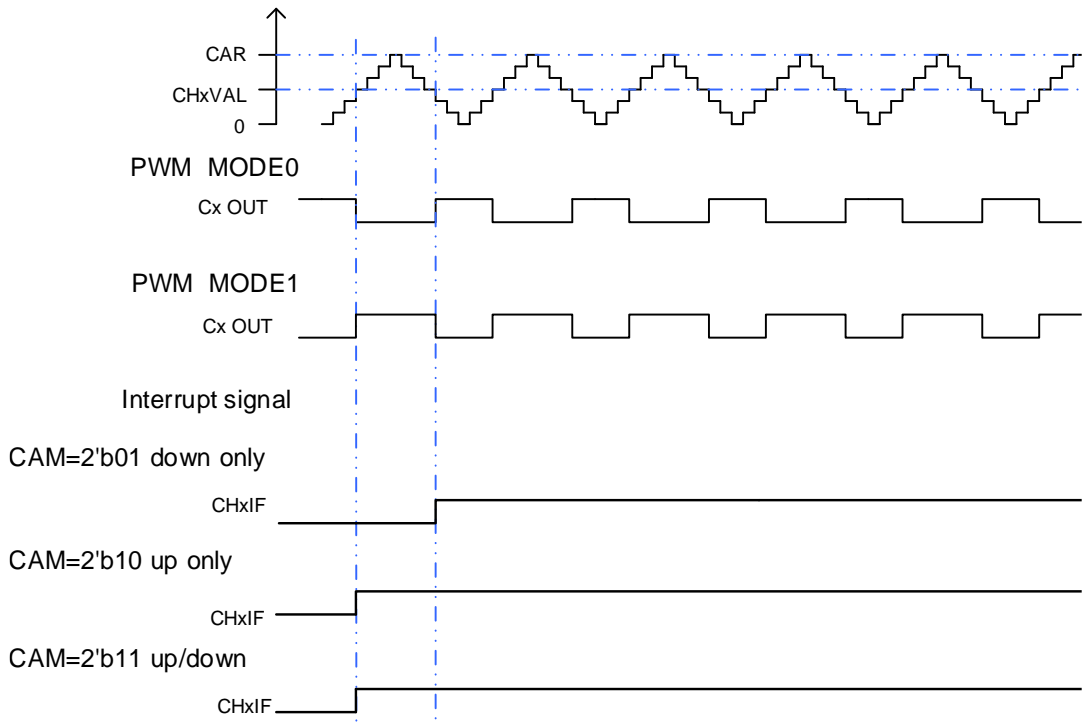 CAR
CHxVAL
0
PWM MODE0
Cx OUT
PWM MODE1
Cx OUT
Interrupt signal
CAM=2'b01 down only
CHxIF
CAM=2'b10 up only
CHxIF
CAM=2'b11 up/down
CHxIF